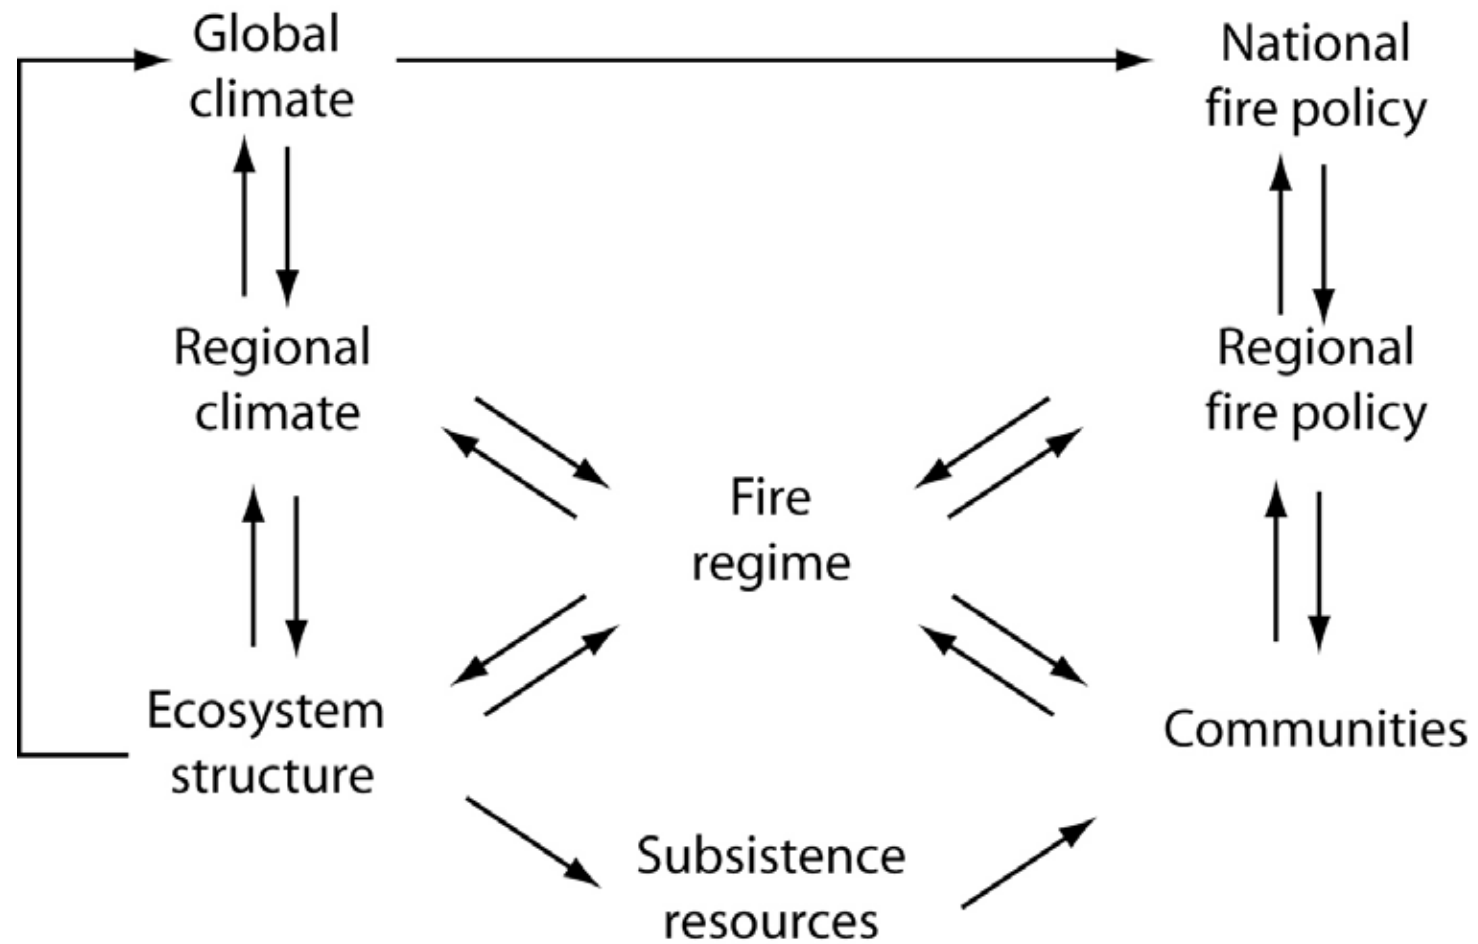 Global
climate
National
fire policy
Regional
climate
Regional
fire policy
Fire
regime
Ecosystem
structure
Communities
Subsistence
resources